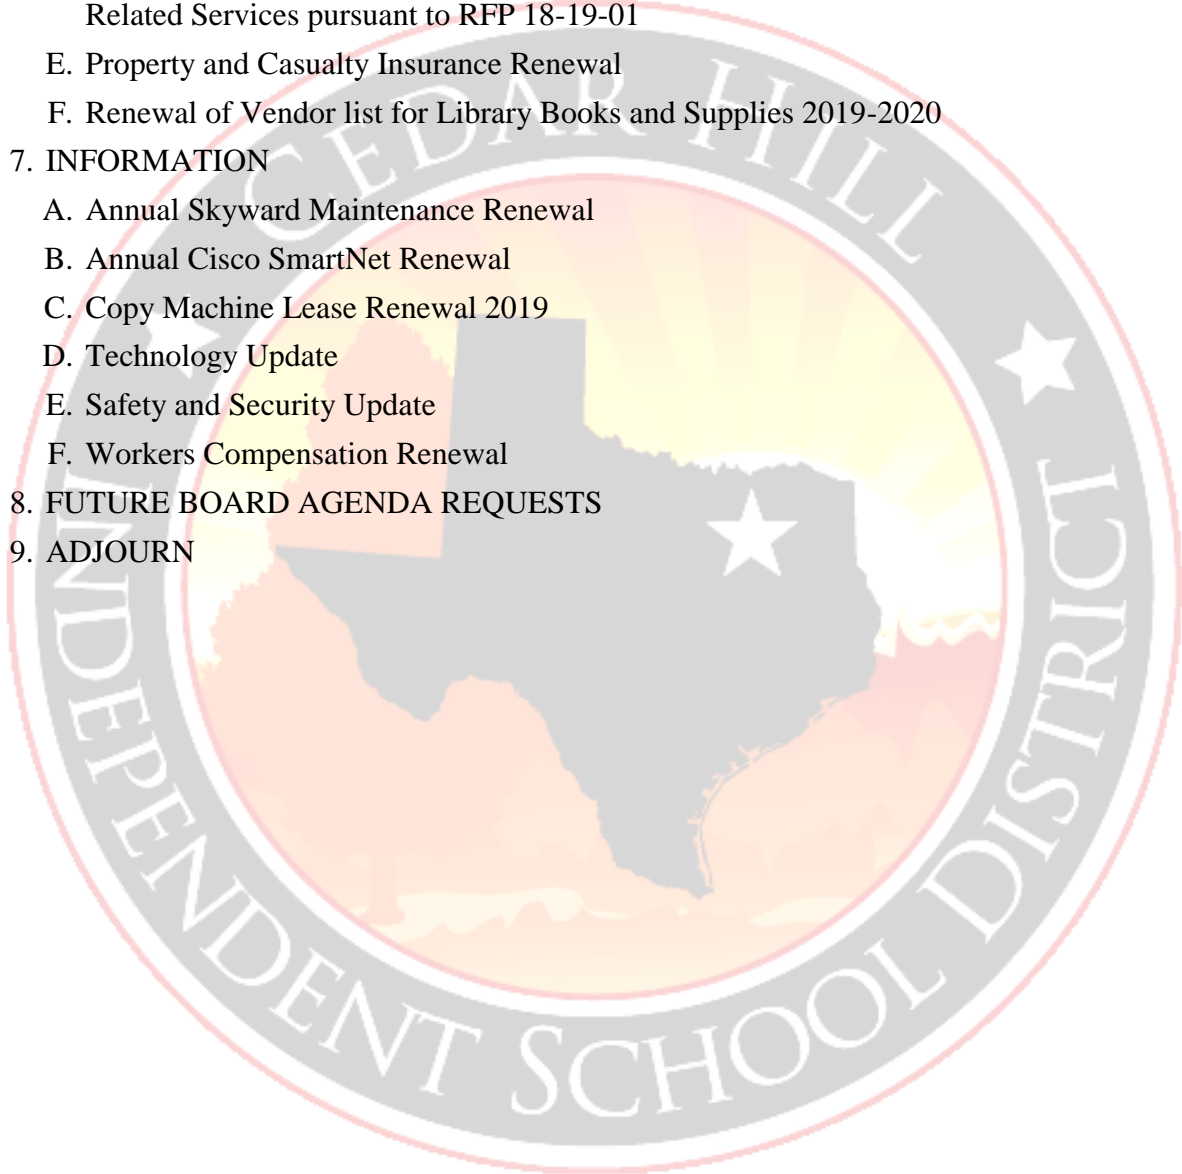 Related Services pursuant to RFP 18-19-01
E. Property and Casualty Insurance Renewal
F. Renewal of Vendor list for Library Books and Supplies 2019-2020
7. INFORMATION
A. Annual Skyward Maintenance Renewal
B. Annual Cisco SmartNet Renewal
C. Copy Machine Lease Renewal 2019
D. Technology Update
E. Safety and Security Update
F. Workers Compensation Renewal
8. FUTURE BOARD AGENDA REQUESTS
9. ADJOURN
CEDAR HILL
INDEPENDENT SCHOOL DISTRICT